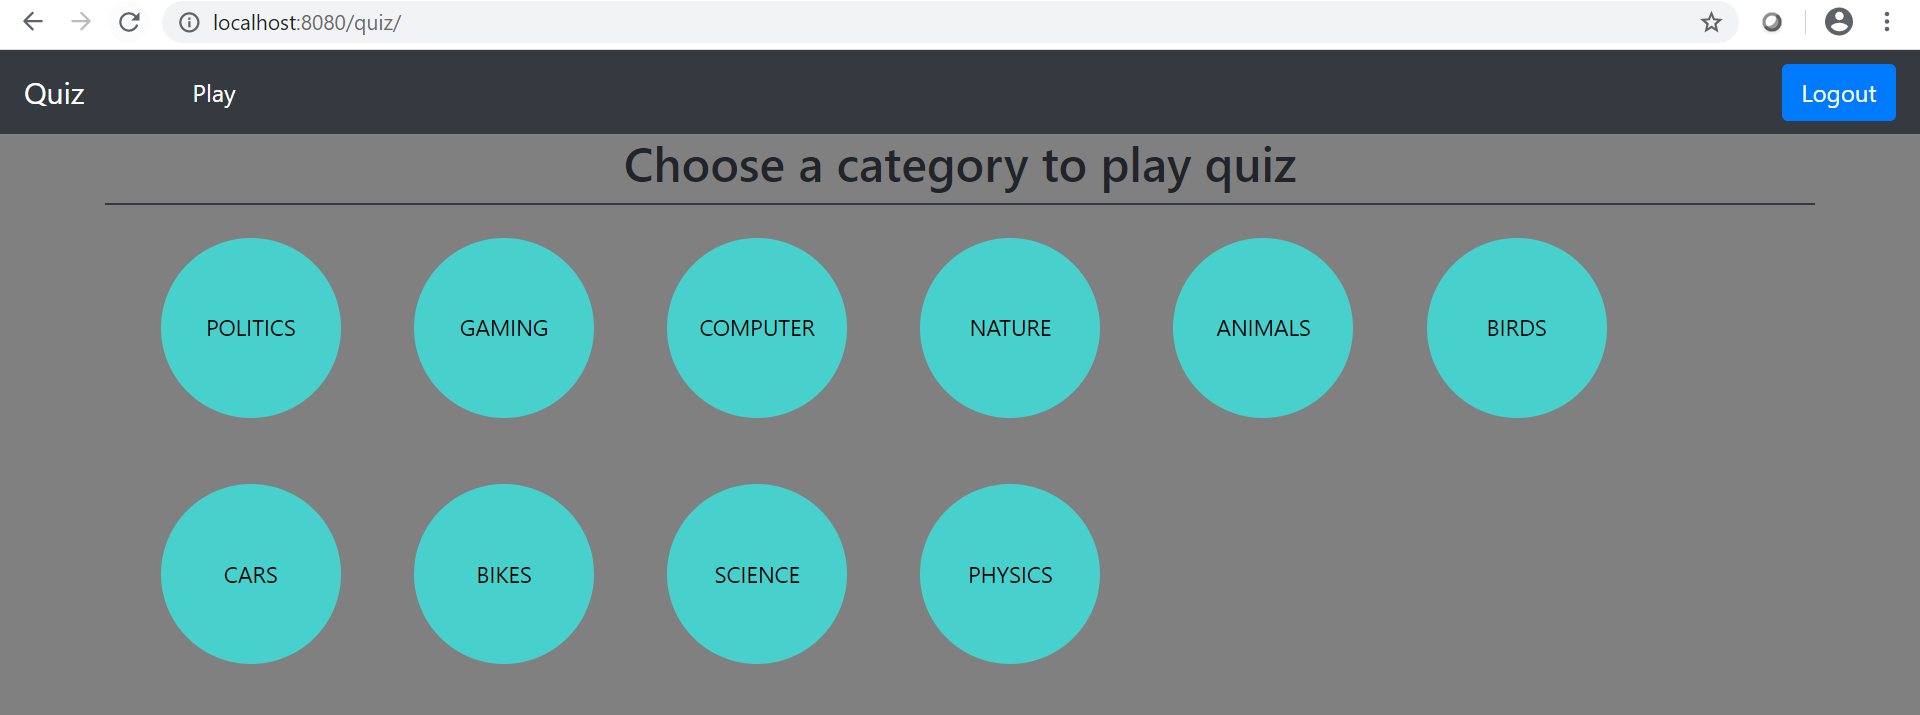 localhost:8080/quiz/
Quiz Play Logout
Choose a category to play quiz
POLITICS GAMING COMPUTER NATURE ANIMALS BIRDS
CARS BIKES SCIENCE PHYSICS